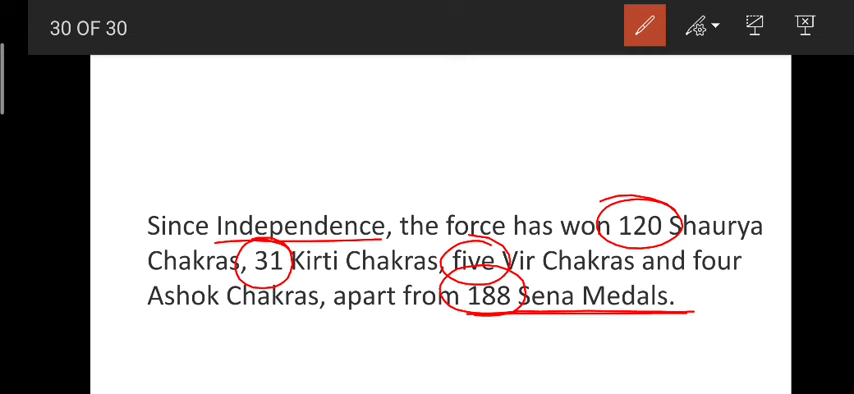 30 OF 30
Since Independence, the force has won 120 Shaurya
Chakras, 31 Kirti Chakras, five Vir Chakras and four
Ashok Chakras, apart from 188 Sena Medals.